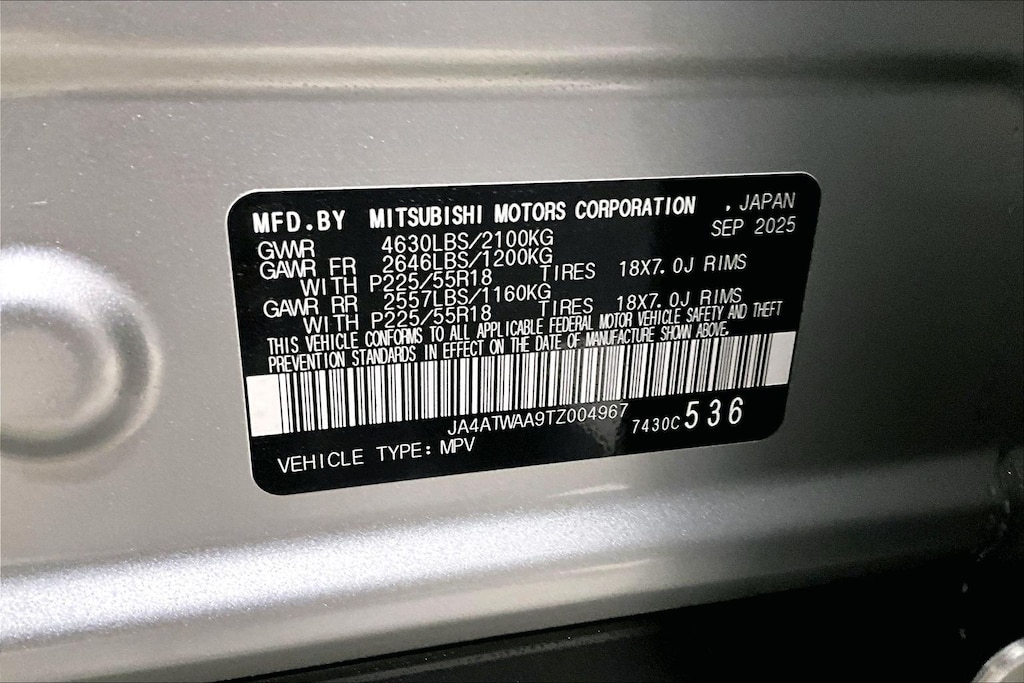 MFD.BY MITSUBISHI MOTORS CORPORATION , JAPAN
SEP 2025
GVWR 4630LBS/2100KG
GAWR FR 2646LBS/1200KG
WITH P225/55R18 TIRES 18X7.0J RIMS
GAWR RR 2557LBS/1160KG
WITH P225/55R18 TIRES 18X7.0J RIMS
THIS VEHICLE CONFORMS TO ALL APPLICABLE FEDERAL MOTOR VEHICLE SAFETY AND THEFT
PREVENTION STANDARDS IN EFFECT ON THE DATE OF MANUFACTURE SHOWN ABOVE.
JA4ATWAA9TZ004967 7430C 536
VEHICLE TYPE: MPV